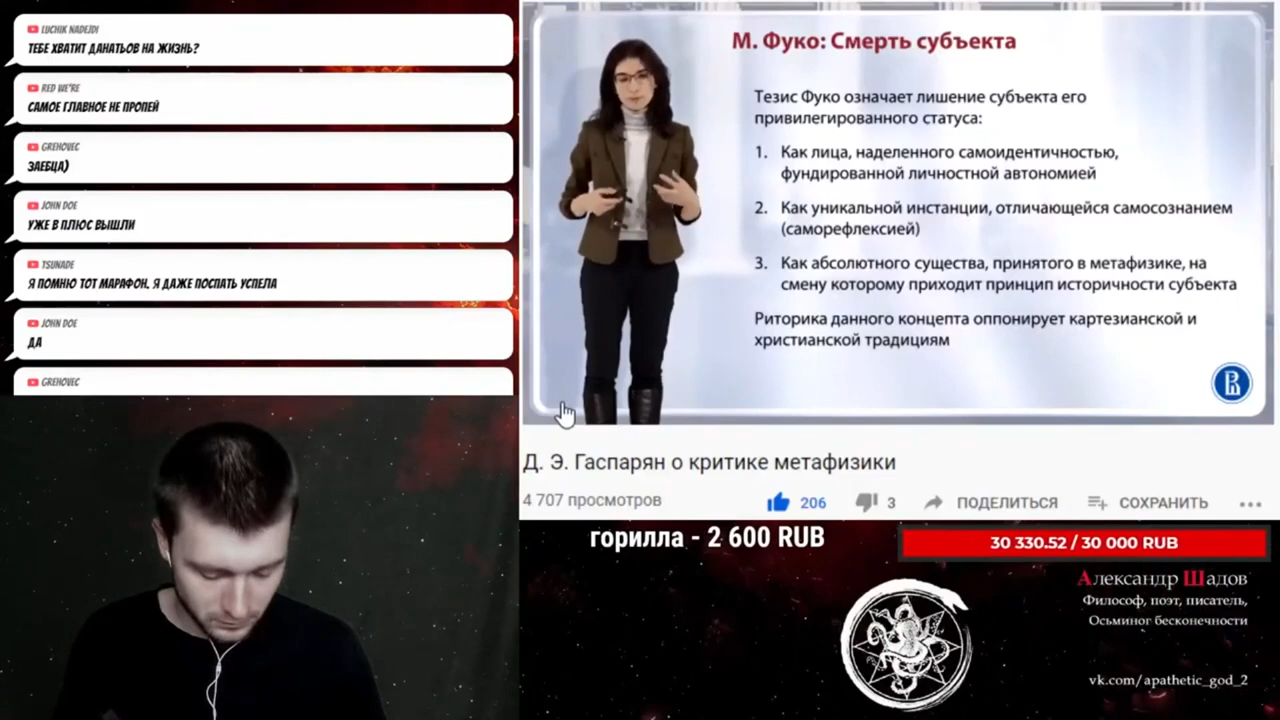 LUCHIK NADEJDI
ТЕБЕ ХВАТИТ ДАНАТЬОВ НА ЖИЗНЬ?
RED WE'RE
САМОЕ ГЛАВНОЕ НЕ ПРОПЕЙ
GREHOVEC
ЗАЕБЦА)
JOHN DOE
УЖЕ В ПЛЮС ВЫШЛИ
TSUNADE
Я ПОМНЮ ТОТ МАРАФОН. Я ДАЖЕ ПОСПАТЬ УСПЕЛА
JOHN DOE
ДА
GREHOVEC
М. Фуко: Смерть субъекта
Тезис Фуко означает лишение субъекта его
привилегированного статуса:
1. Как лица, наделенного самоидентичностью,
фундированной личностной автономией
2. Как уникальной инстанции, отличающейся самосознанием
(саморефлексией)
3. Как абсолютного существа, принятого в метафизике, на
смену которому приходит принцип историчности субъекта
Риторика данного концепта оппонирует картезианской и
христианской традициям
Д. Э. Гаспарян о критике метафизики
4 707 просмотров
206
3
ПОДЕЛИТЬСЯ
СОХРАНИТЬ
горилла - 2 600 RUB
30 330.52 / 30 000 RUB
Александр Шадов
Философ, поэт, писатель,
Осьминог бесконечности
vk.com/apathetic_god_2